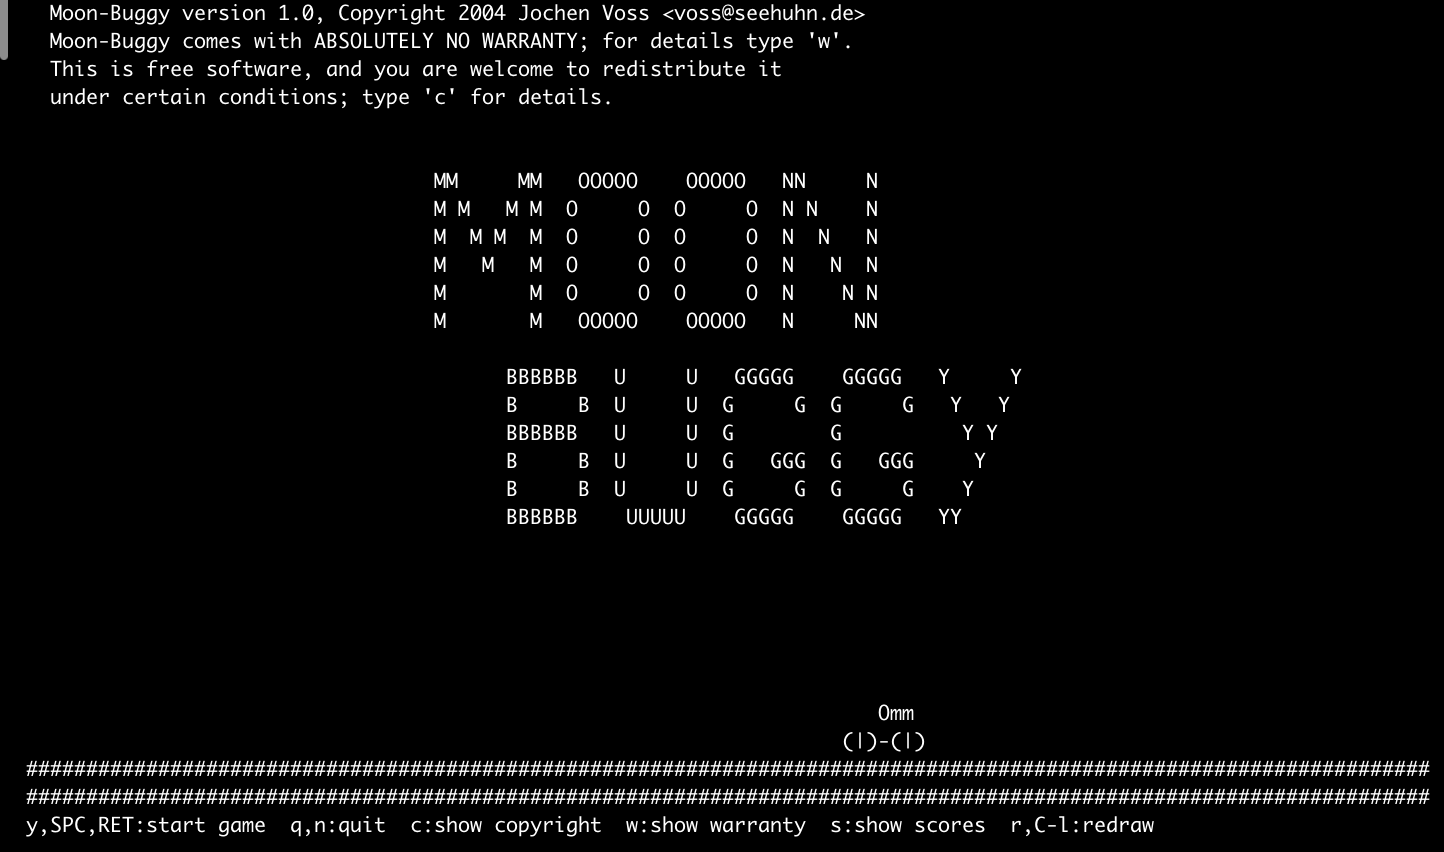 Moon-Buggy version 1.0, Copyright 2004 Jochen Voss <voss@seehuhn.de>
Moon-Buggy comes with ABSOLUTELY NO WARRANTY; for details type 'w'.
This is free software, and you are welcome to redistribute it
under certain conditions; type 'c' for details.
MM     MM   OOOOO    OOOOO   NN     N
M M   M M  O     O  O     O  N N    N
M  M M  M  O     O  O     O  N  N   N
M   M   M  O     O  O     O  N   N  N
M       M  O     O  O     O  N    N N
M       M   OOOOO    OOOOO   N     NN
BBBBBB   U     U   GGGGG    GGGGG   Y     Y
B     B  U     U  G     G  G     G   Y   Y
BBBBBB   U     U  G        G          Y Y
B     B  U     U  G   GGG  G   GGG     Y
B     B  U     U  G     G  G     G    Y
BBBBBB    UUUUU    GGGGG    GGGGG   YY
Omm
(|)-(|)
#####################################################################################################################
#####################################################################################################################
y,SPC,RET:start game  q,n:quit  c:show copyright  w:show warranty  s:show scores  r,C-l:redraw